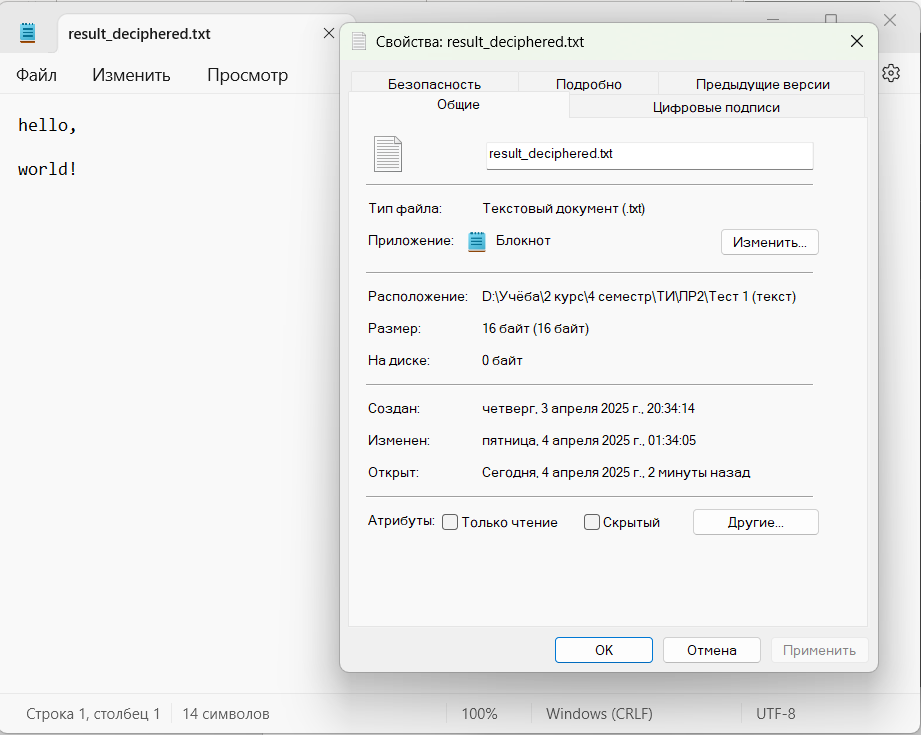 result_deciphered.txt
Файл Изменить Просмотр
hello,
world!
Строка 1, столбец 1 14 символов 100% Windows (CRLF) UTF-8
Свойства: result_deciphered.txt
Безопасность Подробно Предыдущие версии
Общие Цифровые подписи
result_deciphered.txt
Тип файла: Текстовый документ (.txt)
Приложение: Блокнот Изменить...
Расположение: D:\Учёба\2 курс\4 семестр\ТИ\ЛР2\Тест 1 (текст)
Размер: 16 байт (16 байт)
На диске: 0 байт
Создан: четверг, 3 апреля 2025 г., 20:34:14
Изменен: пятница, 4 апреля 2025 г., 01:34:05
Открыт: Сегодня, 4 апреля 2025 г., 2 минуты назад
Атрибуты: Только чтение Скрытый Другие...
OK Отмена Применить